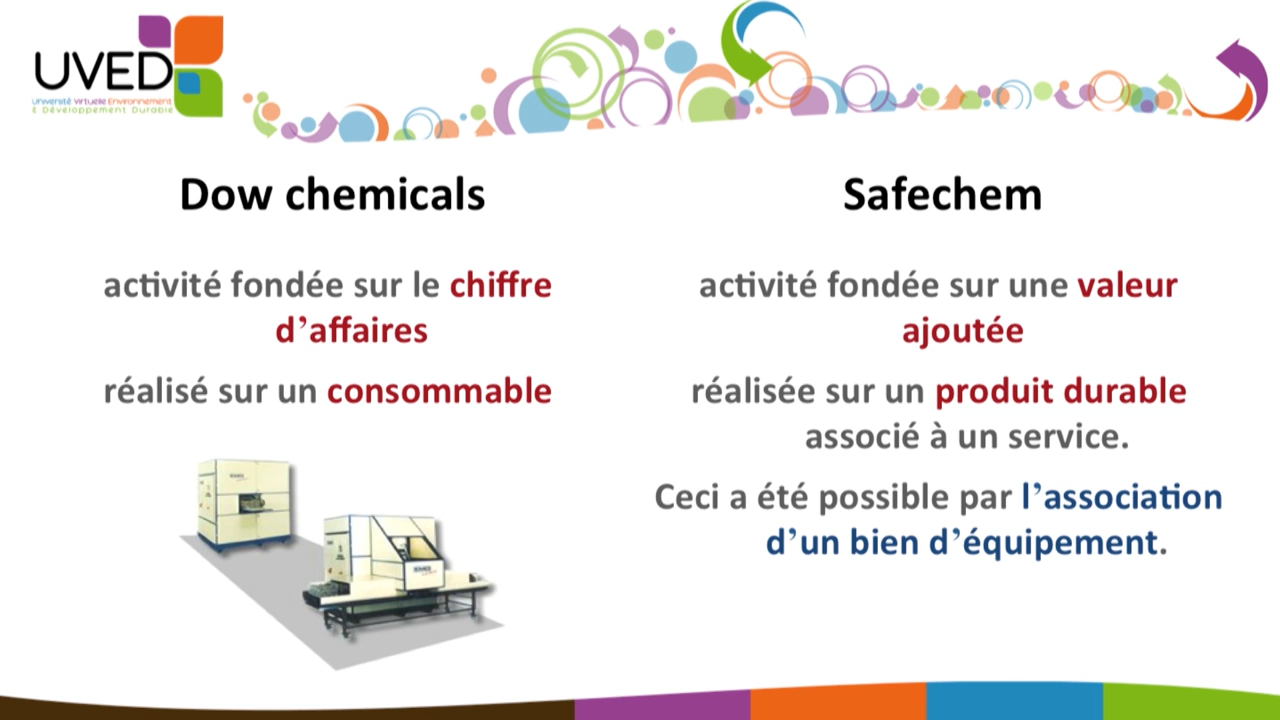 UVED
Université Virtuelle Environnement
& Développement Durable
Dow chemicals
activité fondée sur le chiffre
d’affaires
réalisé sur un consommable
Safechem
activité fondée sur une valeur
ajoutée
réalisée sur un produit durable
associé à un service.
Ceci a été possible par l’association
d’un bien d’équipement.